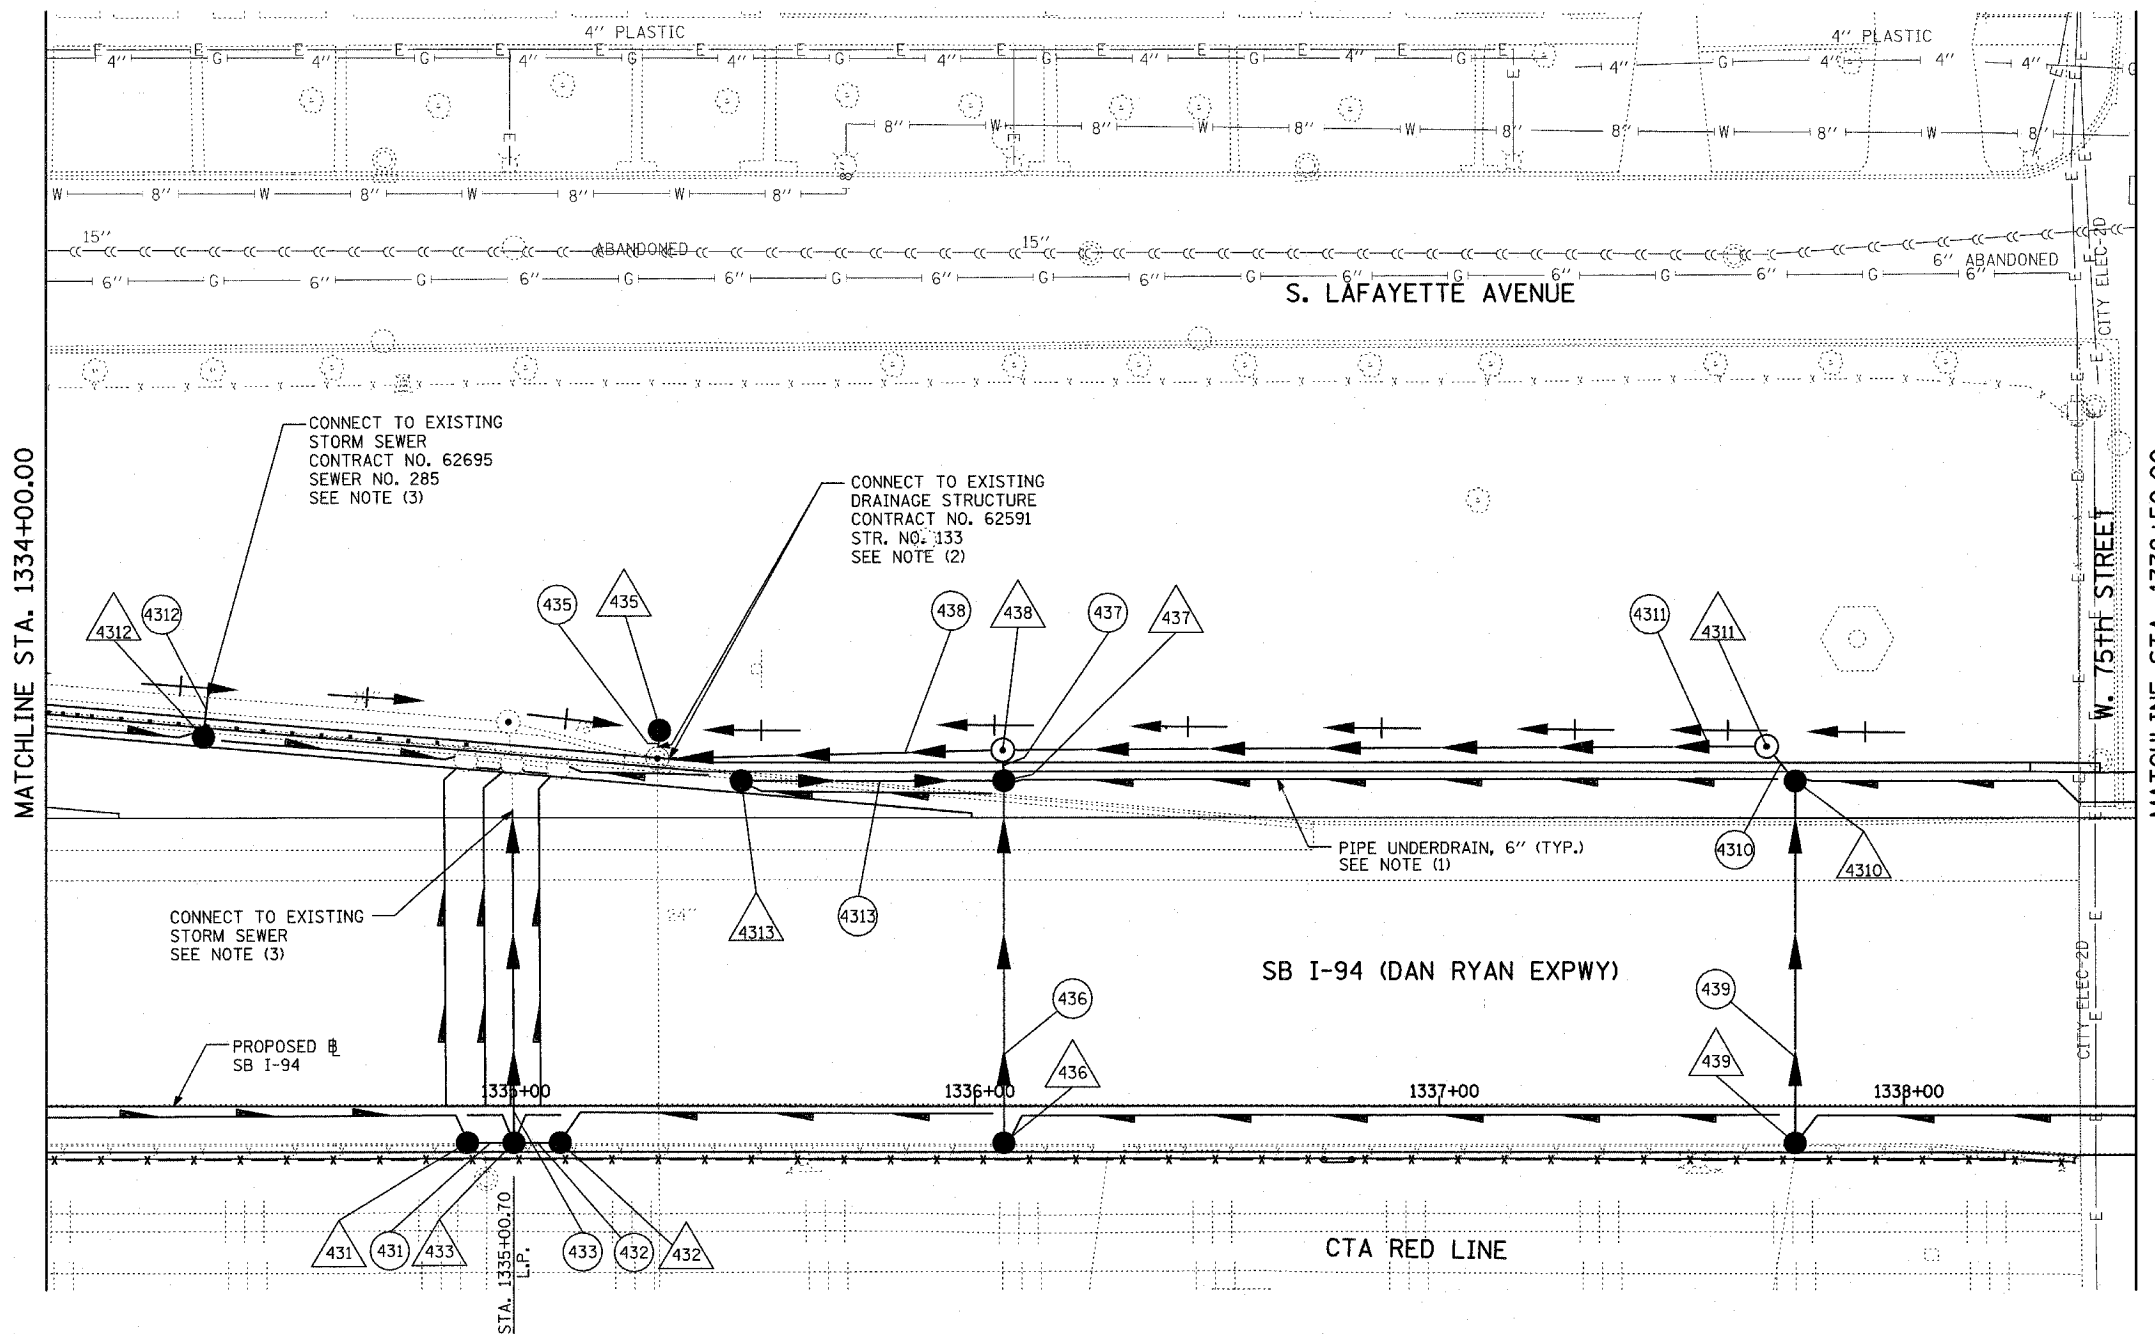 4'' PLASTIC
4'' PLASTIC
E E E E E E E E E E E E E E E
4'' G 4'' G 4'' G 4'' G 4'' G 4'' G 4'' G
4'' G 4'' 4'' 4'' G
8'' W 8'' W 8'' W 8'' 8'' W 8'' W 8''
W 8'' W 8'' W 8'' W 8'' 8''
15''
ABANDONED
15''
6'' G 6'' G 6'' G 6'' G 6'' G 6'' G 6'' G 6'' G 6'' G 6''
6'' ABANDONED
S. LAFAYETTE AVENUE
CITY ELEC-2D
CONNECT TO EXISTING
STORM SEWER
CONTRACT NO. 62695
SEWER NO. 285
SEE NOTE (3)
CONNECT TO EXISTING
DRAINAGE STRUCTURE
CONTRACT NO. 62591
STR. NO. 133
SEE NOTE (2)
MATCHLINE STA. 1334+00.00
W. 75th STREET
4312
4312
435
435
438
438
437
437
4311
4311
PIPE UNDERDRAIN, 6'' (TYP.)
SEE NOTE (1)
4310
4310
4313
4313
24''
CONNECT TO EXISTING
STORM SEWER
SEE NOTE (3)
SB I-94 (DAN RYAN EXPWY)
CITY ELEC-2D
436
439
PROPOSED
SB I-94
436
439
1335+00
1336+00
1337+00
1338+00
431
431
433
433
432
432
STA. 1335+00.70
L.P.
CTA RED LINE